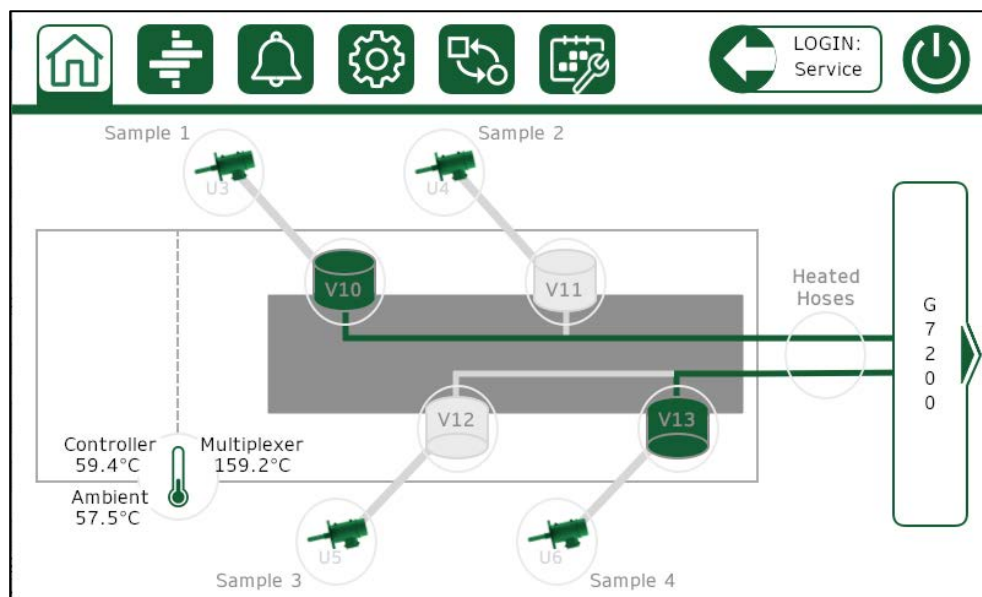 LOGIN:
Service
Sample 1
Sample 2
U3
U4
V10
V11
Heated
Hoses
G
7
2
0
0
V12
V13
Controller
59.4°C
Multiplexer
159.2°C
Ambient
57.5°C
U5
U6
Sample 3
Sample 4